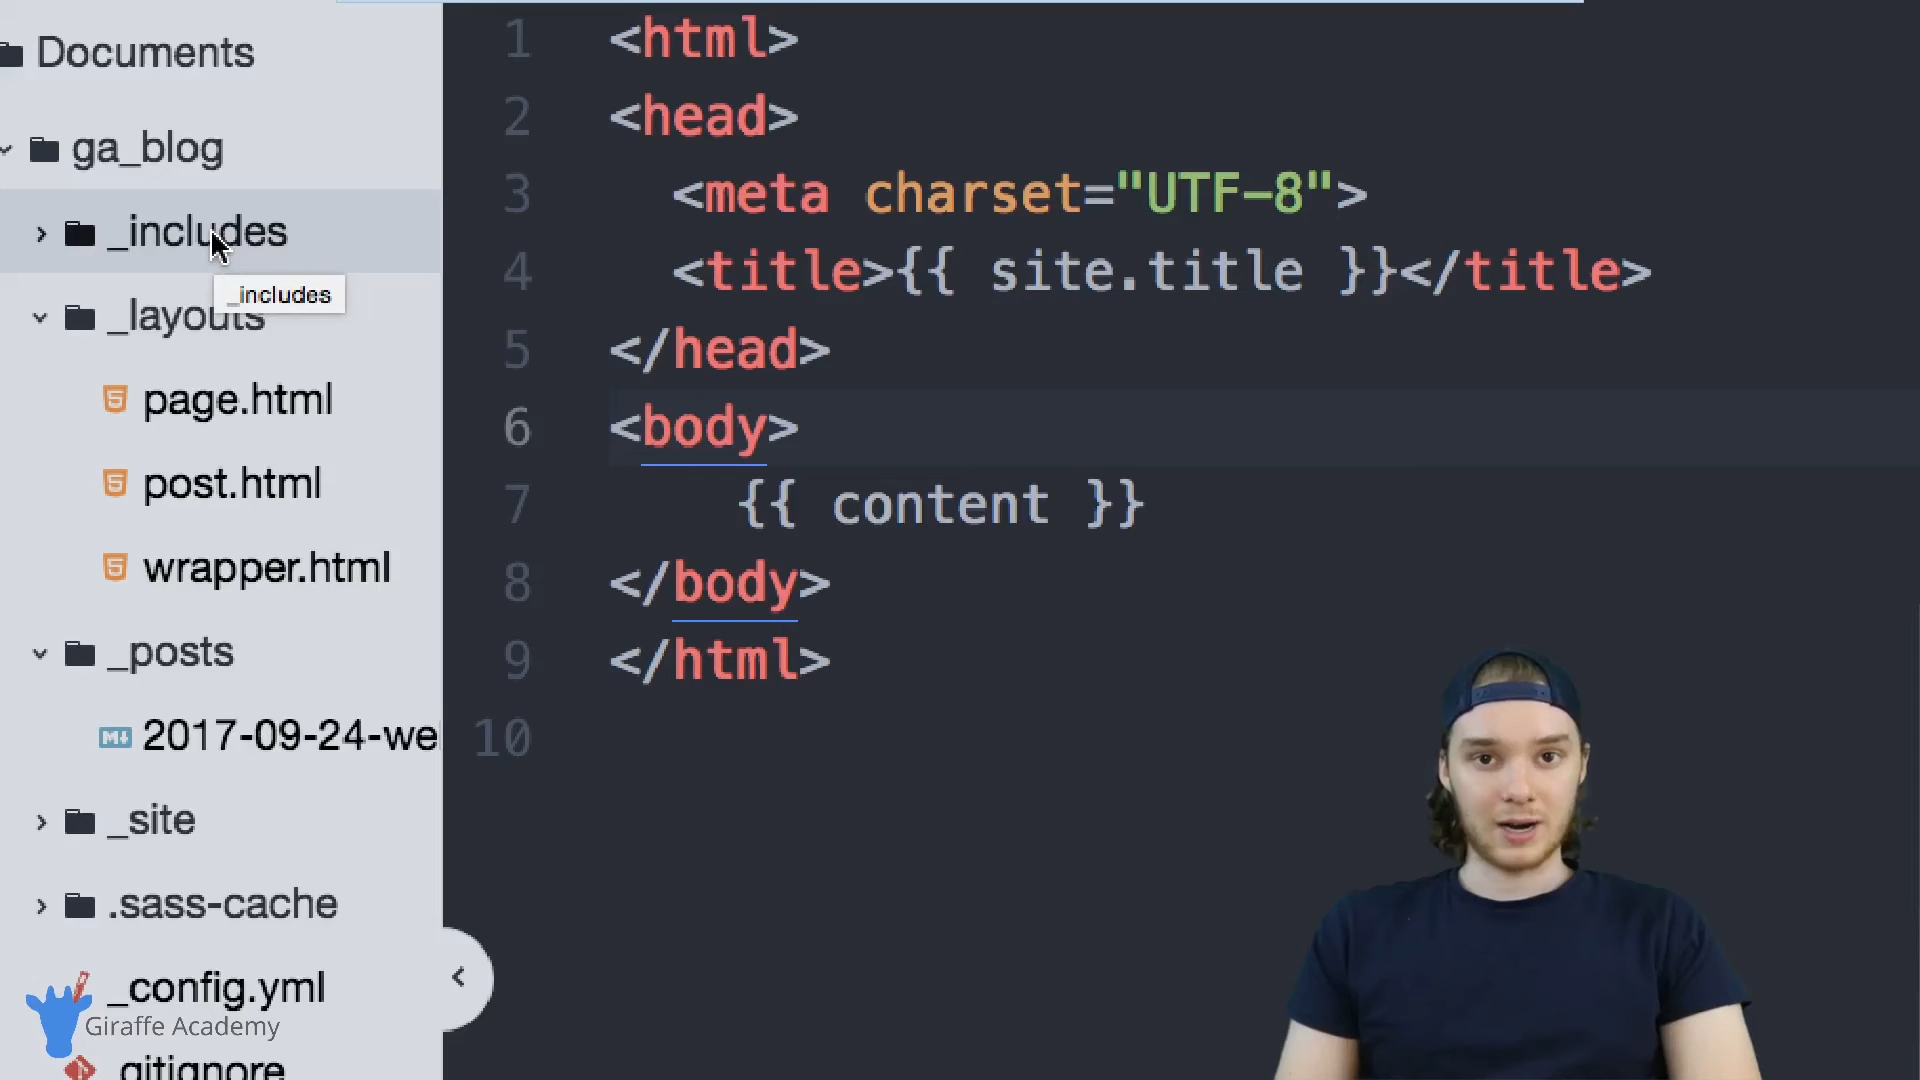 Documents
ga_blog
_includes
_includes
_layouts
page.html
post.html
wrapper.html
_posts
2017-09-24-we
_site
.sass-cache
_config.yml
Giraffe Academy
.gitignore
1 <html>
2 <head>
3 <meta charset="UTF-8">
4 <title>{{ site.title }}</title>
5 </head>
6 <body>
7 {{ content }}
8 </body>
9 </html>
10